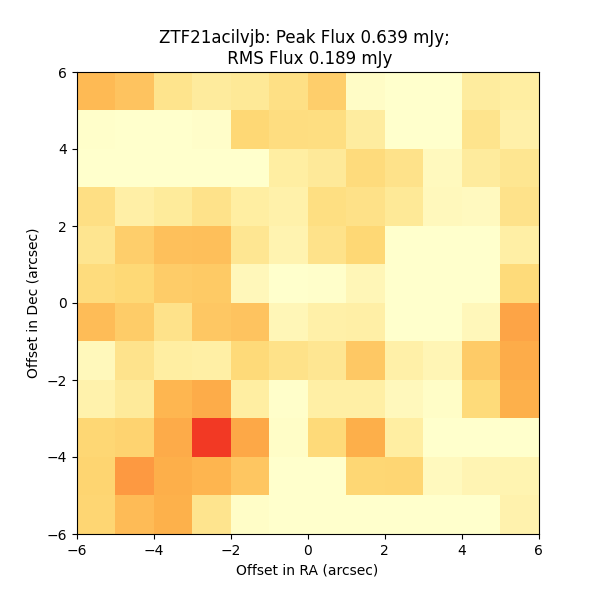 ZTF21acilvjb: Peak Flux 0.639 mJy;
RMS Flux 0.189 mJy
6
4
2
0
−2
−4
−6
Offset in Dec (arcsec)
−6 −4 −2 0 2 4 6
Offset in RA (arcsec)